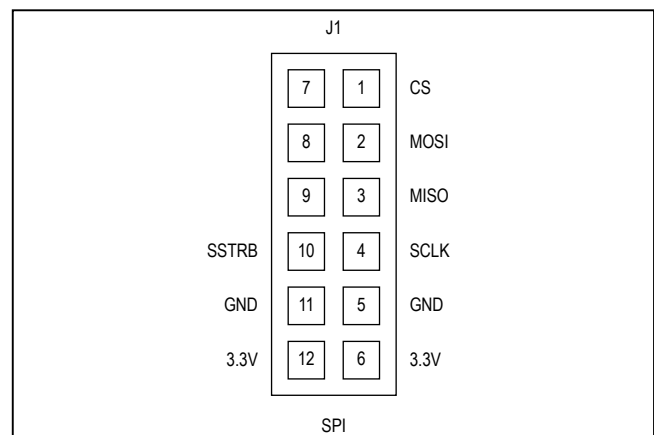 J1
7 1 CS
8 2 MOSI
9 3 MISO
SSTRB 10 4 SCLK
GND 11 5 GND
3.3V 12 6 3.3V
SPI